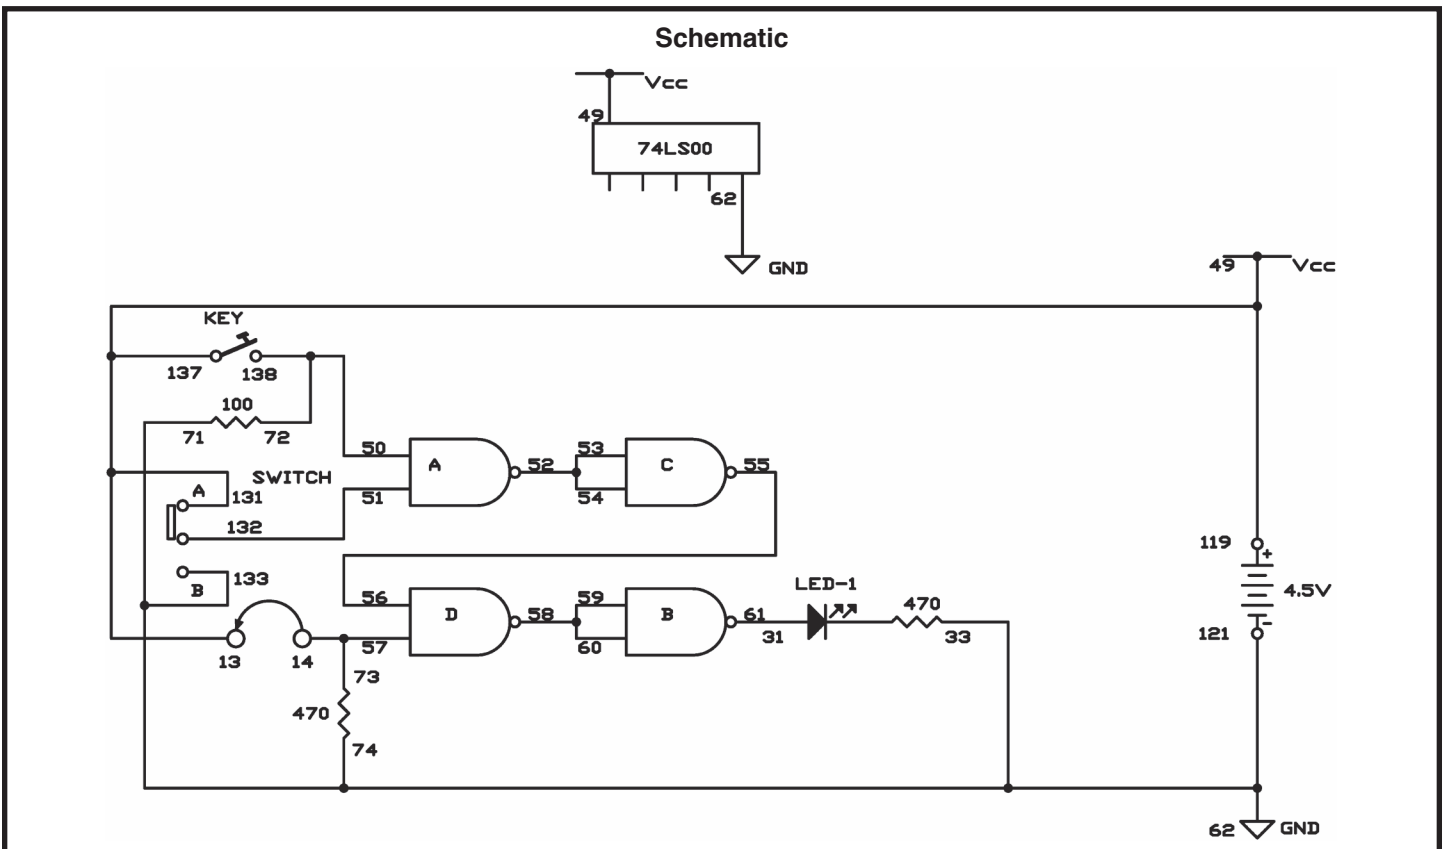 Schematic
Vcc
49
74LS00
62
GND
49 Vcc
KEY
137 138
100
71 72
50 A 52 53 C 55
51 54
SWITCH
A 131
132
B 133
119 +
4.5V
121 -
LED-1
56 D 58 59 B 61 470
57 60 31 33
13 14
73
470
74
62 GND